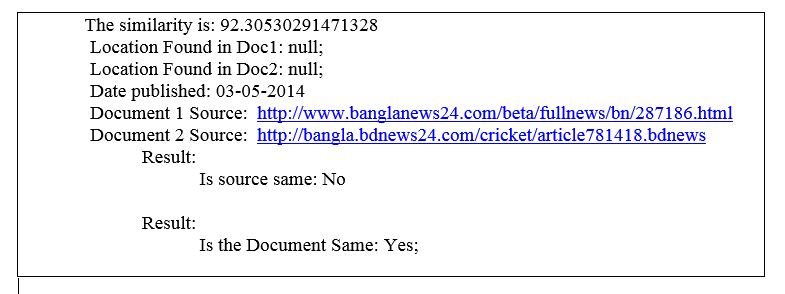 The similarity is: 92.30530291471328
Location Found in Doc1: null;
Location Found in Doc2: null;
Date published: 03-05-2014
Document 1 Source: http://www.banglanews24.com/beta/fullnews/bn/287186.html
Document 2 Source: http://bangla.bdnews24.com/cricket/article781418.bdnews
Result:
Is source same: No
Result:
Is the Document Same: Yes;